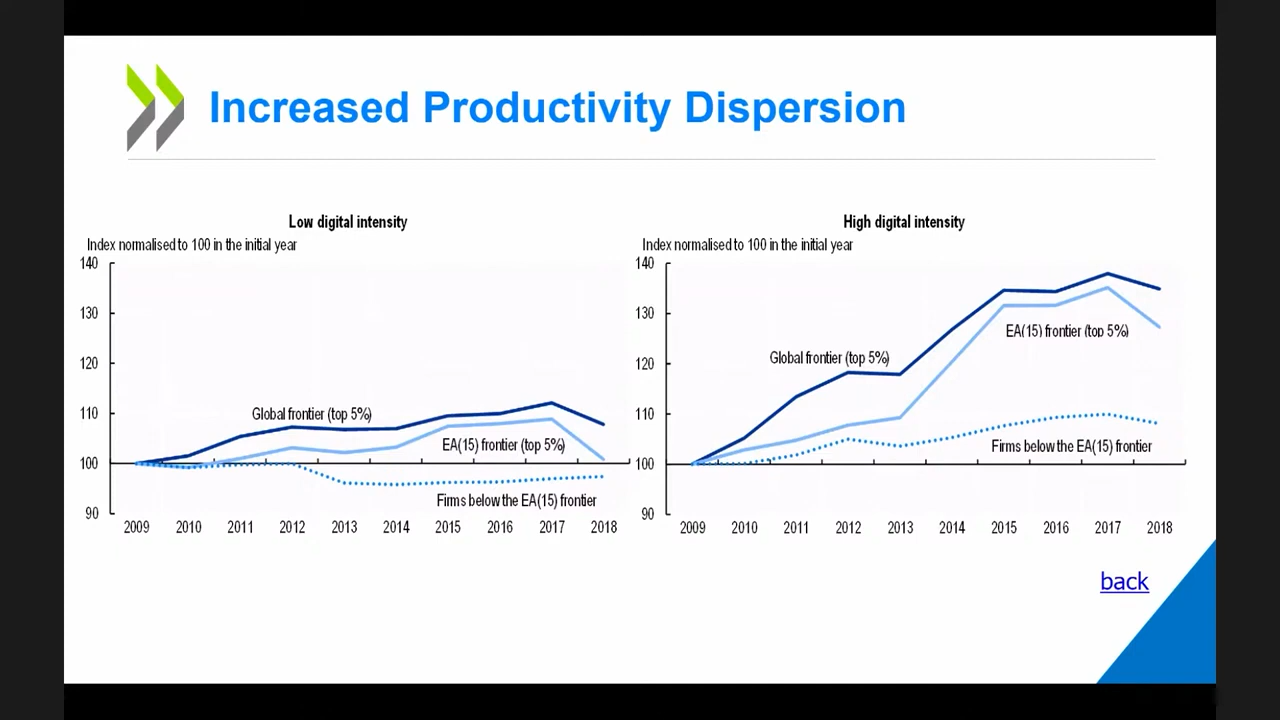 Increased Productivity Dispersion
Low digital intensity
Index normalised to 100 in the initial year
140
130
120
110
100
90
Global frontier (top 5%)
EA(15) frontier (top 5%)
Firms below the EA(15) frontier
2009 2010 2011 2012 2013 2014 2015 2016 2017 2018
High digital intensity
Index normalised to 100 in the initial year
140
130
120
110
100
90
EA(15) frontier (top 5%)
Global frontier (top 5%)
Firms below the EA(15) frontier
2009 2010 2011 2012 2013 2014 2015 2016 2017 2018
back